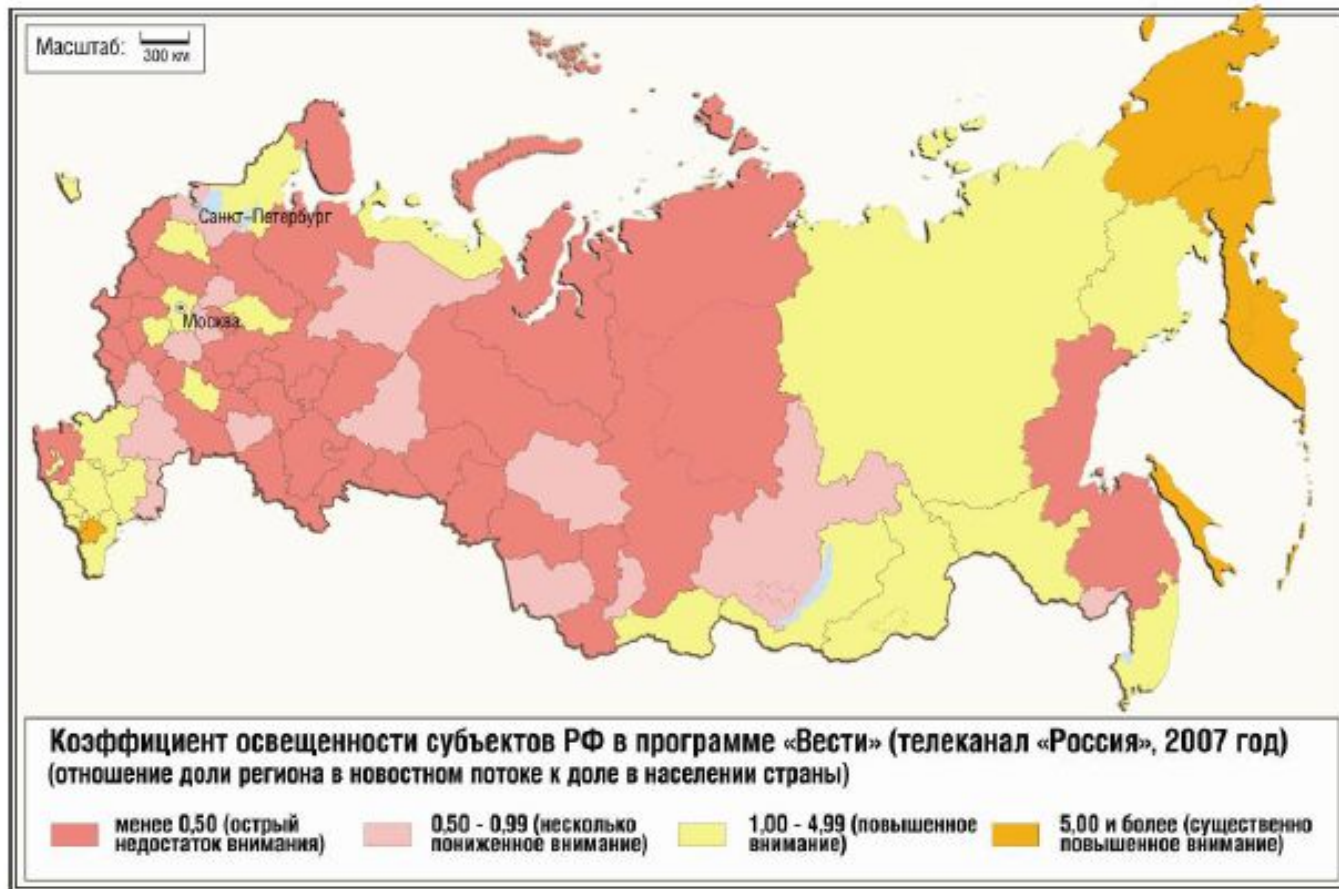 Масштаб:
300 км
Санкт-Петербург
Москва
Коэффициент освещенности субъектов РФ в программе «Вести» (телеканал «Россия», 2007 год)
(отношение доли региона в новостном потоке к доле в населении страны)
менее 0,50 (острый
недостаток внимания)
0,50 - 0,99 (несколько
пониженное внимание)
1,00 - 4,99 (повышенное
внимание)
5,00 и более (существенно
повышенное внимание)